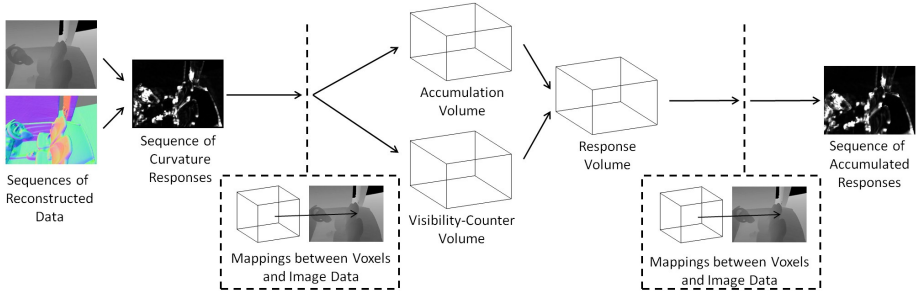 Sequences of
Reconstructed
Data
Sequence of
Curvature
Responses
Mappings between Voxels
and Image Data
Accumulation
Volume
Visibility-Counter
Volume
Response
Volume
Mappings between Voxels
and Image Data
Sequence of
Accumulated
Responses